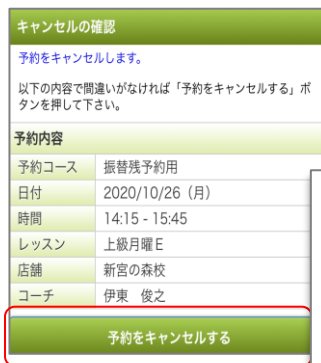 キャンセルの確認
予約をキャンセルします。
以下の内容で間違いがなければ「予約をキャンセルする」ボ
タンを押して下さい。
予約内容
予約コース 振替残予約用
日付 2020/10/26（月）
時間 14:15 - 15:45
レッスン 上級月曜E
店舗 新宮の森校
コーチ 伊東　俊之
予約をキャンセルする